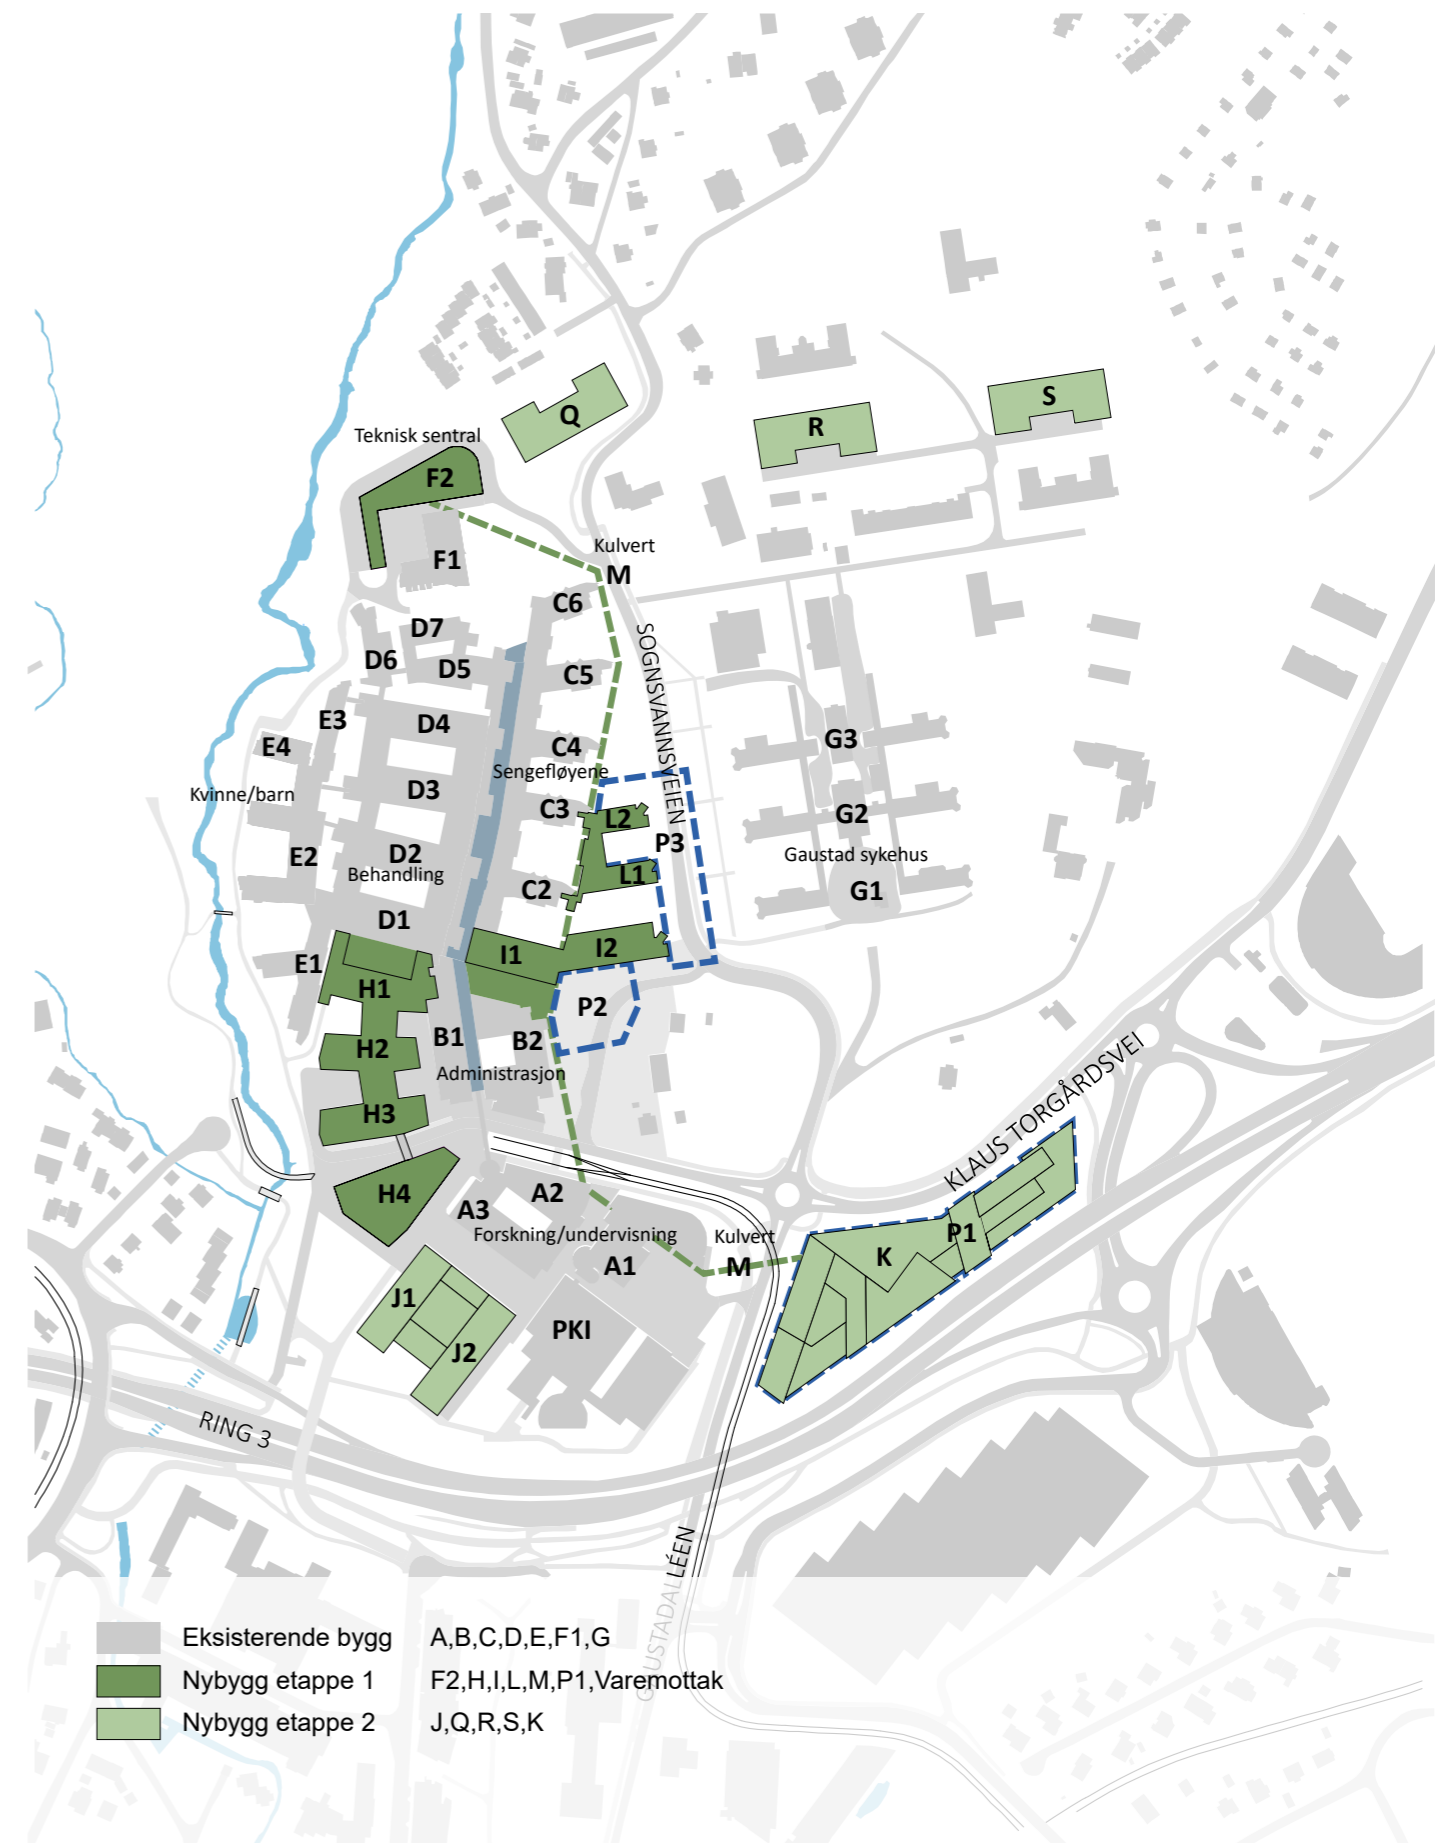 Q
S
R
Teknisk sentral
F2
Kulvert
M
F1
C6
D7
D6
D5
C5
SOGNSVANNSVEIEN
E3
D4
E4
C4
G3
Sengefløyene
Kvinne/barn
D3
C3
L2
G2
P3
E2
D2
Behandling
Gaustad sykehus
L1
C2
G1
D1
I1
I2
E1
H1
P2
B1
B2
H2
Administrasjon
H3
KLAUS TORGÅRDSVEI
H4
A2
A3
Forskning/undervisning
Kulvert
M
P1
K
A1
J1
J2
PKI
RING 3
GAUSTADALLÉEN
Eksisterende bygg A,B,C,D,E,F1,G
Nybygg etappe 1 F2,H,I,L,M,P1,Varemottak
Nybygg etappe 2 J,Q,R,S,K